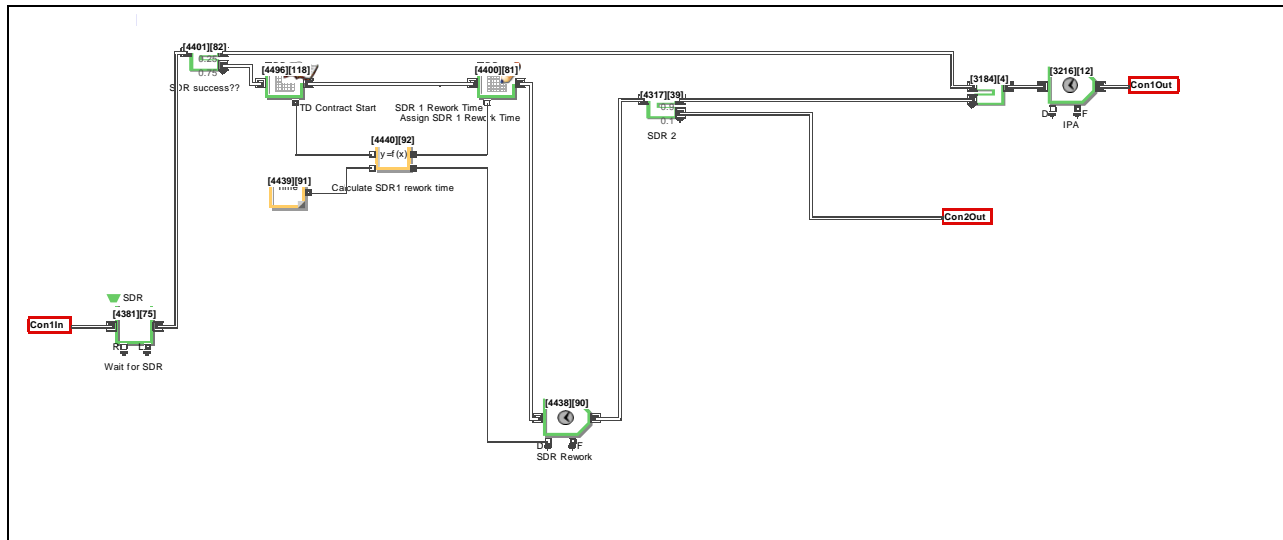 [4401][82]
0.25
0.75
SDR success??
[4496][118]
TD Contract Start
[4400][81]
SDR 1 Rework Time
Assign SDR 1 Rework Time
[4440][92]
y=f(x)
Calculate SDR1 rework time
[4439][91]
[4317][39]
0.9
0.1
SDR 2
[3184][4]
[3216][12]
D
F
IPA
Con1Out
Con2Out
SDR
Con1In
[4381][75]
R
L
Wait for SDR
[4438][90]
D
F
SDR Rework